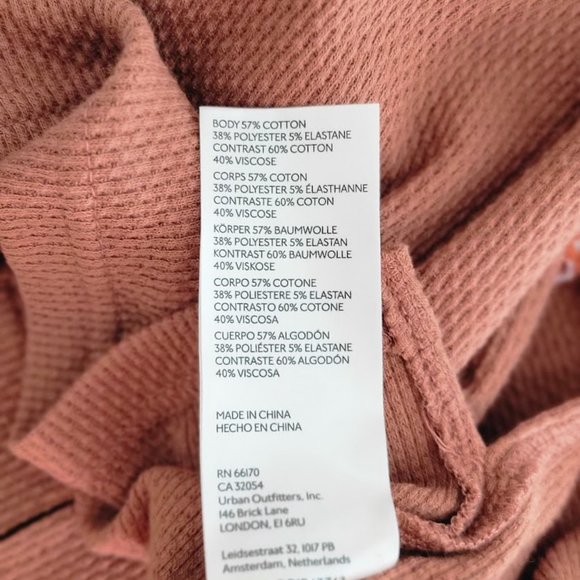 BODY 57% COTTON
38% POLYESTER 5% ELASTANE
CONTRAST 60% COTTON
40% VISCOSE
CORPS 57% COTON
38% POLYESTER 5% ÉLASTHANNE
CONTRASTE 60% COTON
40% VISCOSE
KÖRPER 57% BAUMWOLLE
38% POLYESTER 5% ELASTAN
KONTRAST 60% BAUMWOLLE
40% VISKOSE
CORPO 57% COTONE
38% POLIESTERE 5% ELASTAN
CONTRASTO 60% COTONE
40% VISCOSA
CUERPO 57% ALGODÓN
38% POLIÉSTER 5% ELASTANE
CONTRASTE 60% ALGODÓN
40% VISCOSA
MADE IN CHINA
HECHO EN CHINA
RN 66170
CA 32054
Urban Outfitters, Inc.
146 Brick Lane
LONDON, E1 6RU
Leidsestraat 32, 1017 PB
Amsterdam, Netherlands